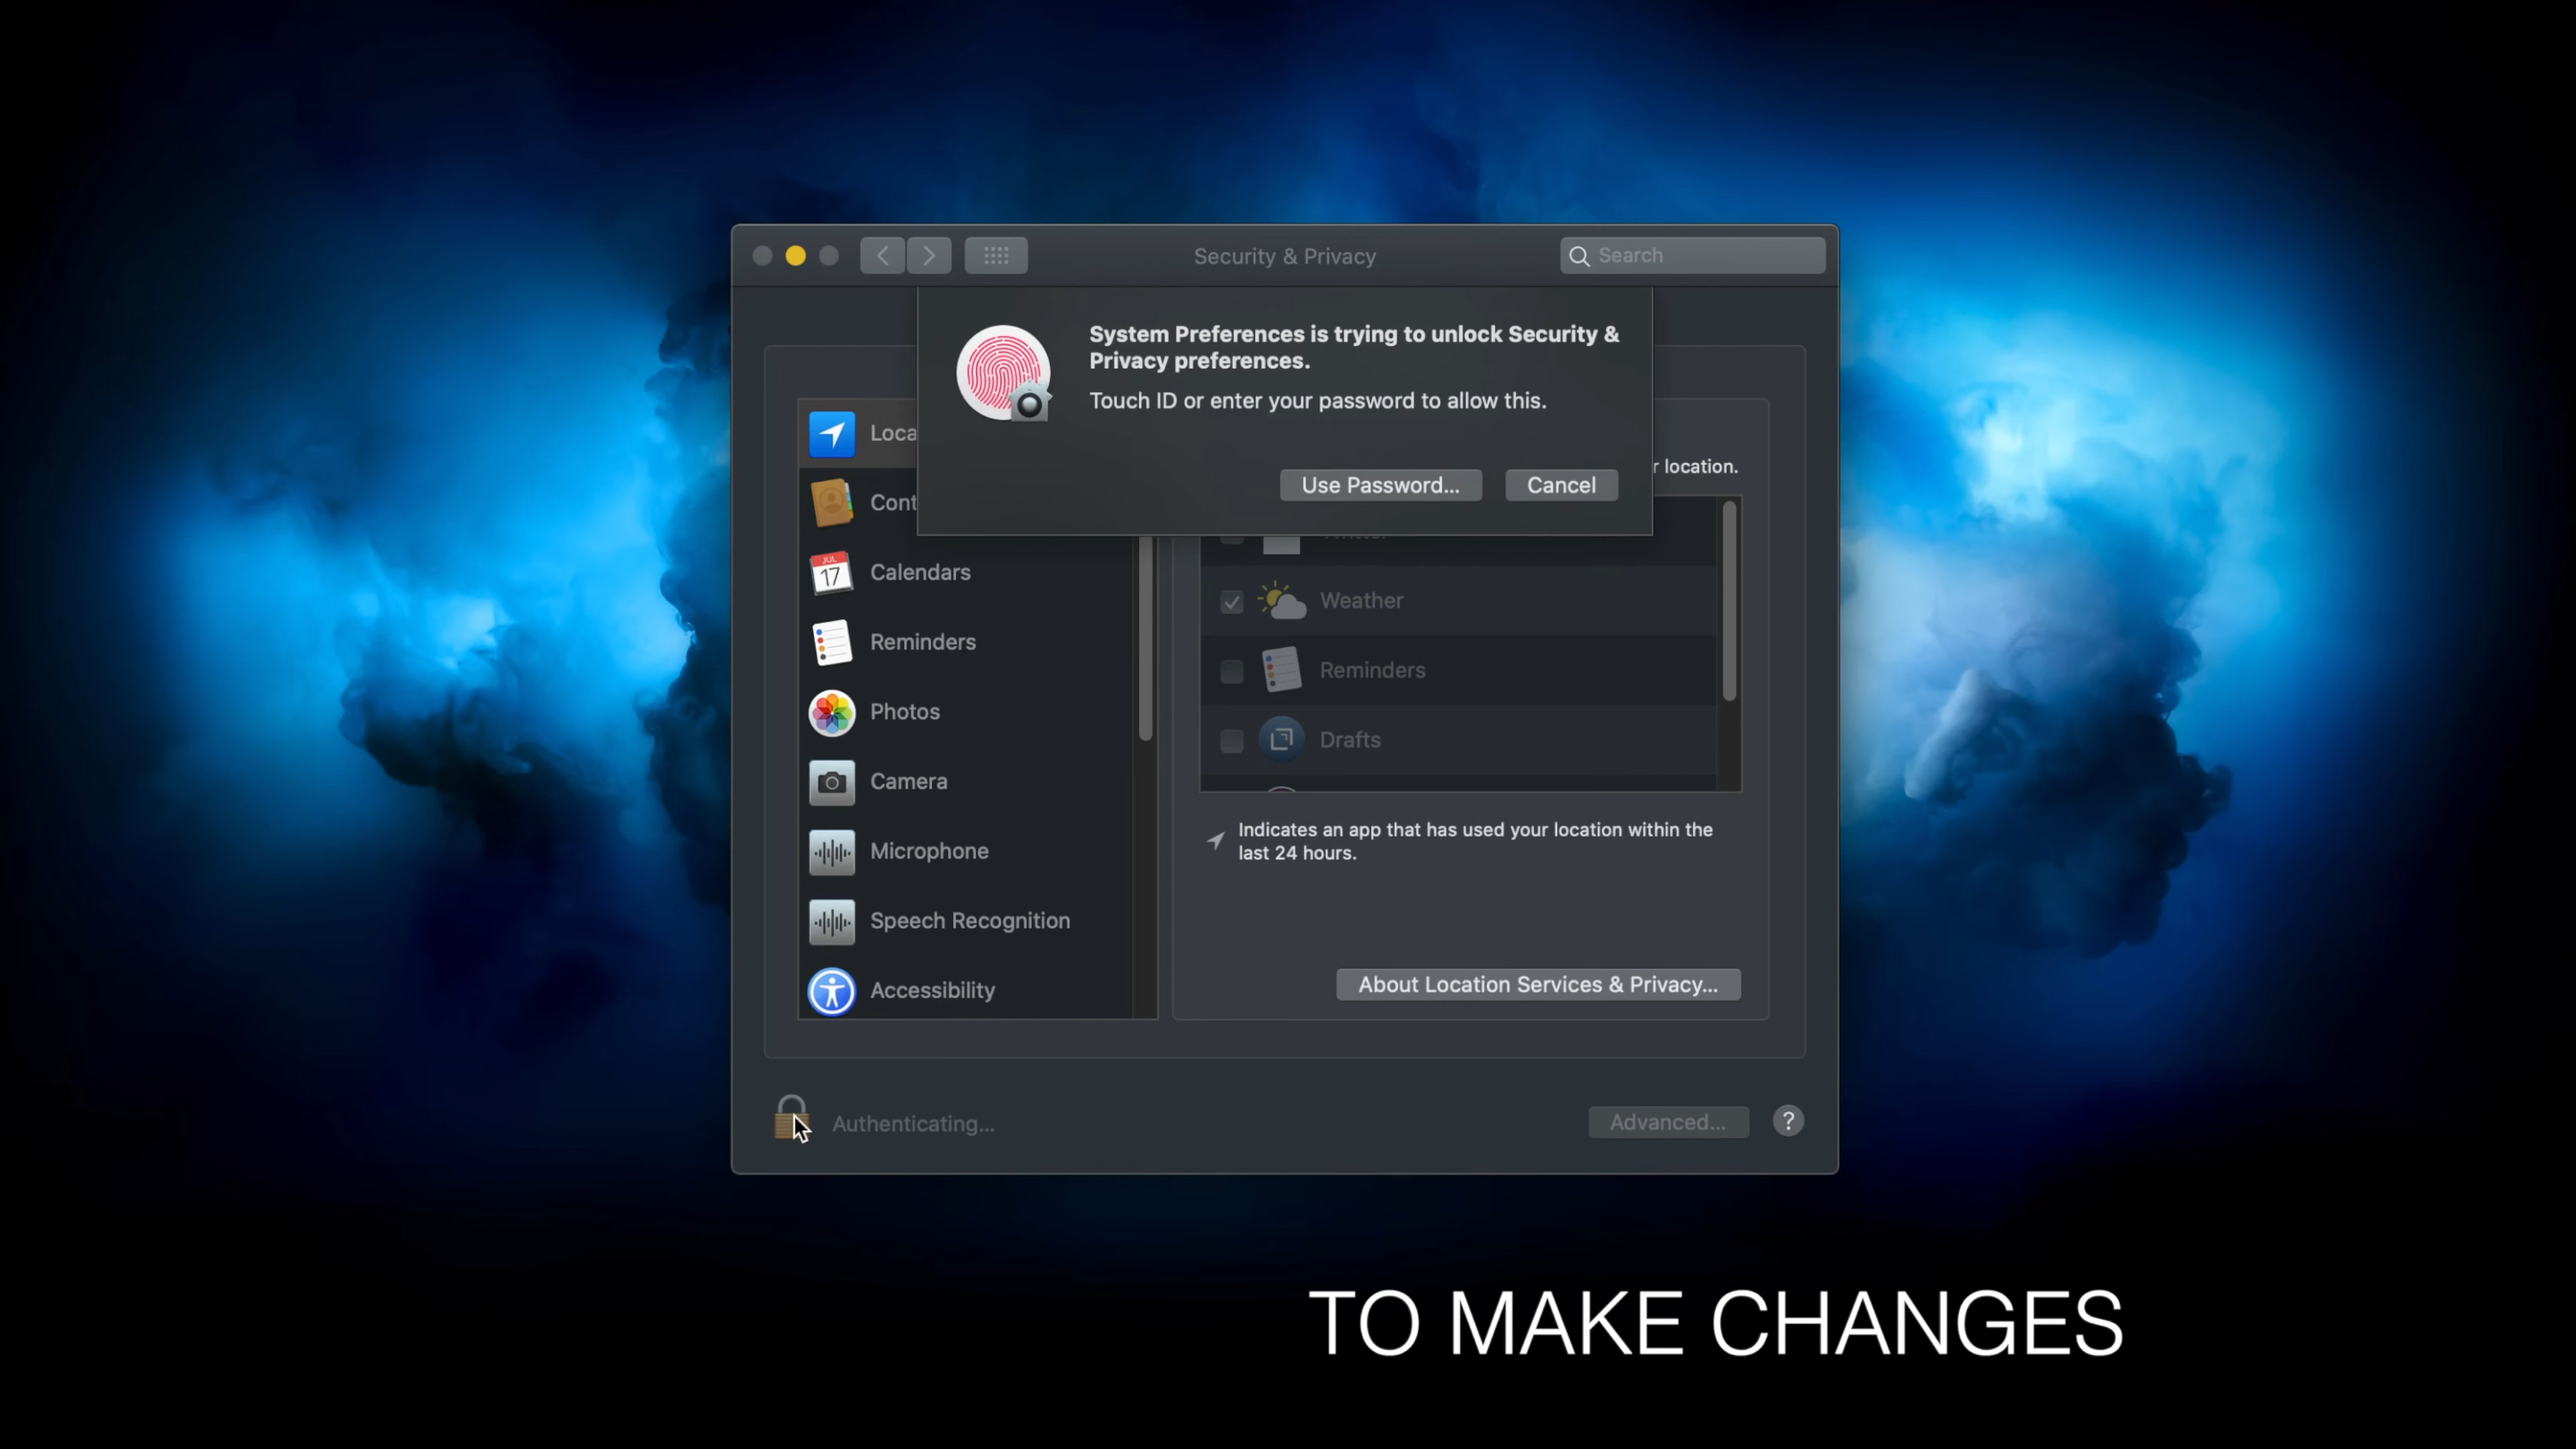 Security & Privacy
Search
System Preferences is trying to unlock Security &
Privacy preferences.
Touch ID or enter your password to allow this.
Use Password...
Cancel
Loca
Cont
JUL
17
Calendars
Reminders
Photos
Camera
Microphone
Speech Recognition
Accessibility
r location.
Weather
Reminders
Drafts
Indicates an app that has used your location within the
last 24 hours.
About Location Services & Privacy...
Authenticating...
Advanced...
?
TO MAKE CHANGES